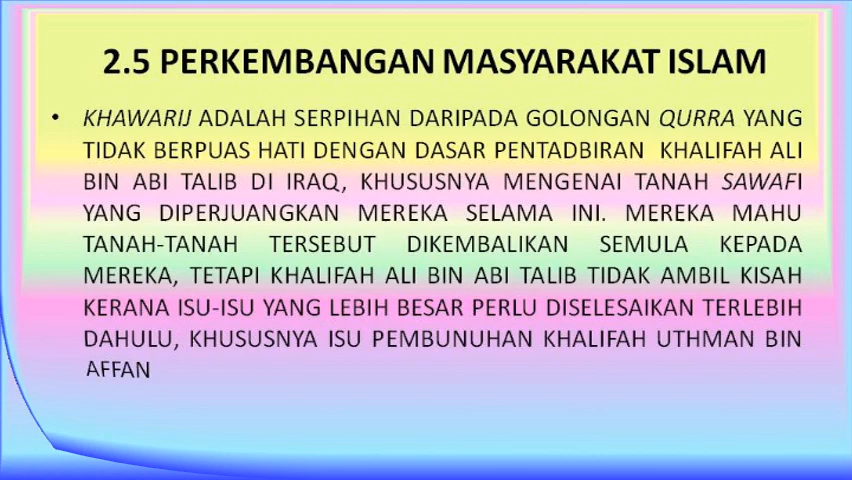 2.5 PERKEMBANGAN MASYARAKAT ISLAM
• KHAWARIJ ADALAH SERPIHAN DARIPADA GOLONGAN QURRA YANG
TIDAK BERPUAS HATI DENGAN DASAR PENTADBIRAN KHALIFAH ALI
BIN ABI TALIB DI IRAQ, KHUSUSNYA MENGENAI TANAH SAWAFI
YANG DIPERJUANGKAN MEREKA SELAMA INI. MEREKA MAHU
TANAH-TANAH TERSEBUT DIKEMBALIKAN SEMULA KEPADA
MEREKA, TETAPI KHALIFAH ALI BIN ABI TALIB TIDAK AMBIL KISAH
KERANA ISU-ISU YANG LEBIH BESAR PERLU DISELESAIKAN TERLEBIH
DAHULU, KHUSUSNYA ISU PEMBUNUHAN KHALIFAH UTHMAN BIN
AFFAN